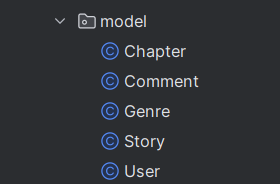 model
Chapter
Comment
Genre
Story
User